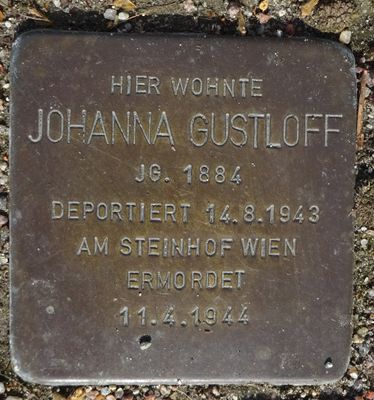 HIER WOHNTE
JOHANNA GUSTLOFF
JG. 1884
DEPORTIERT 14.8.1943
AM STEINHOF WIEN
ERMORDET
11.4.1944